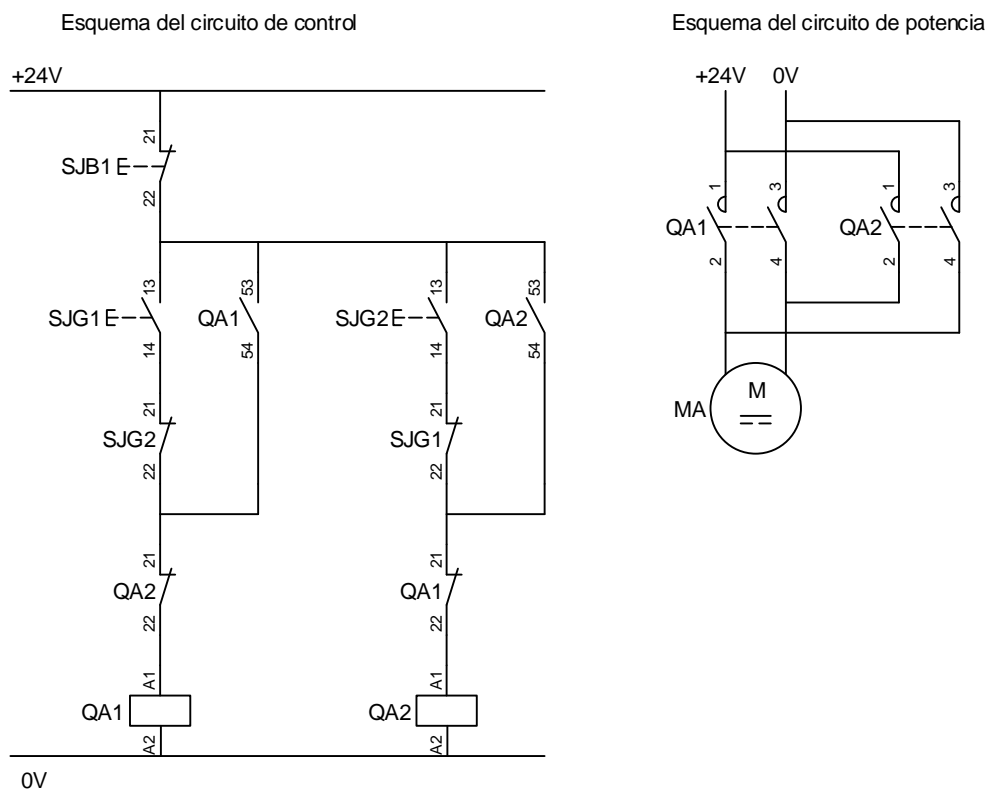 Esquema del circuito de control
+24V
21
SJB1
22
13
SJG1
14
53
QA1
54
13
SJG2
14
53
QA2
54
21
SJG2
22
21
SJG1
22
21
QA2
22
21
QA1
22
A1
QA1
A2
A1
QA2
A2
0V
Esquema del circuito de potencia
+24V 0V
1
3
QA1
2
4
1
3
QA2
2
4
MA
M